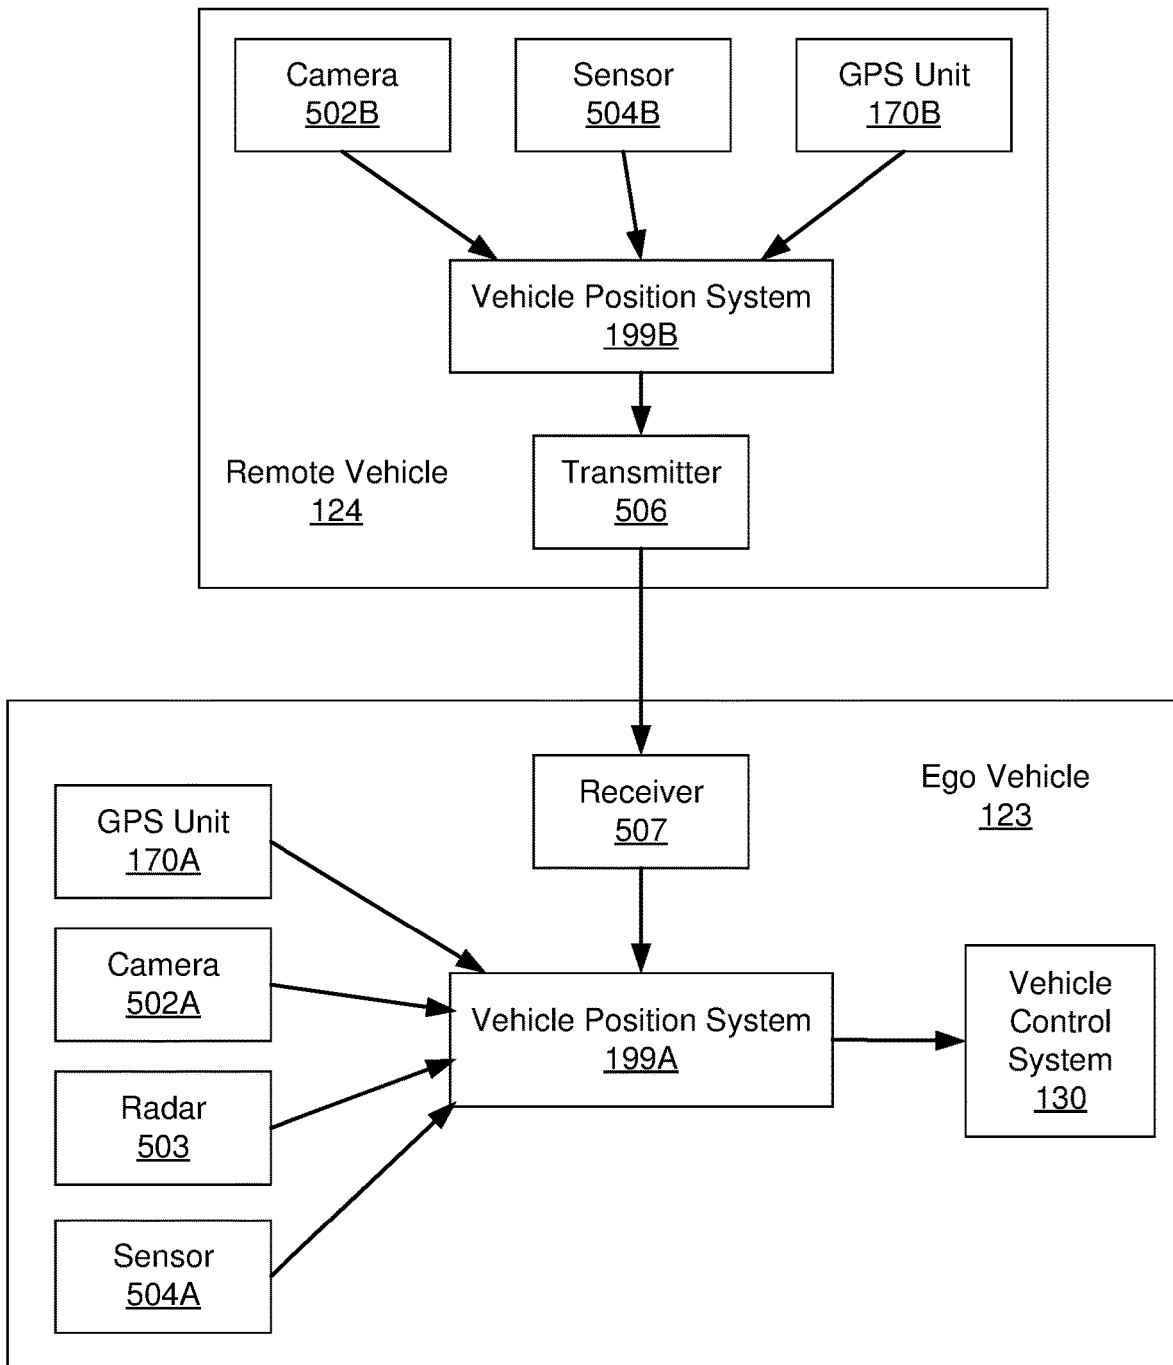 Camera
502B
Sensor
504B
GPS Unit
170B
Vehicle Position System
199B
Remote Vehicle
124
Transmitter
506
Receiver
507
Ego Vehicle
123
GPS Unit
170A
Camera
502A
Radar
503
Sensor
504A
Vehicle Position System
199A
Vehicle
Control
System
130